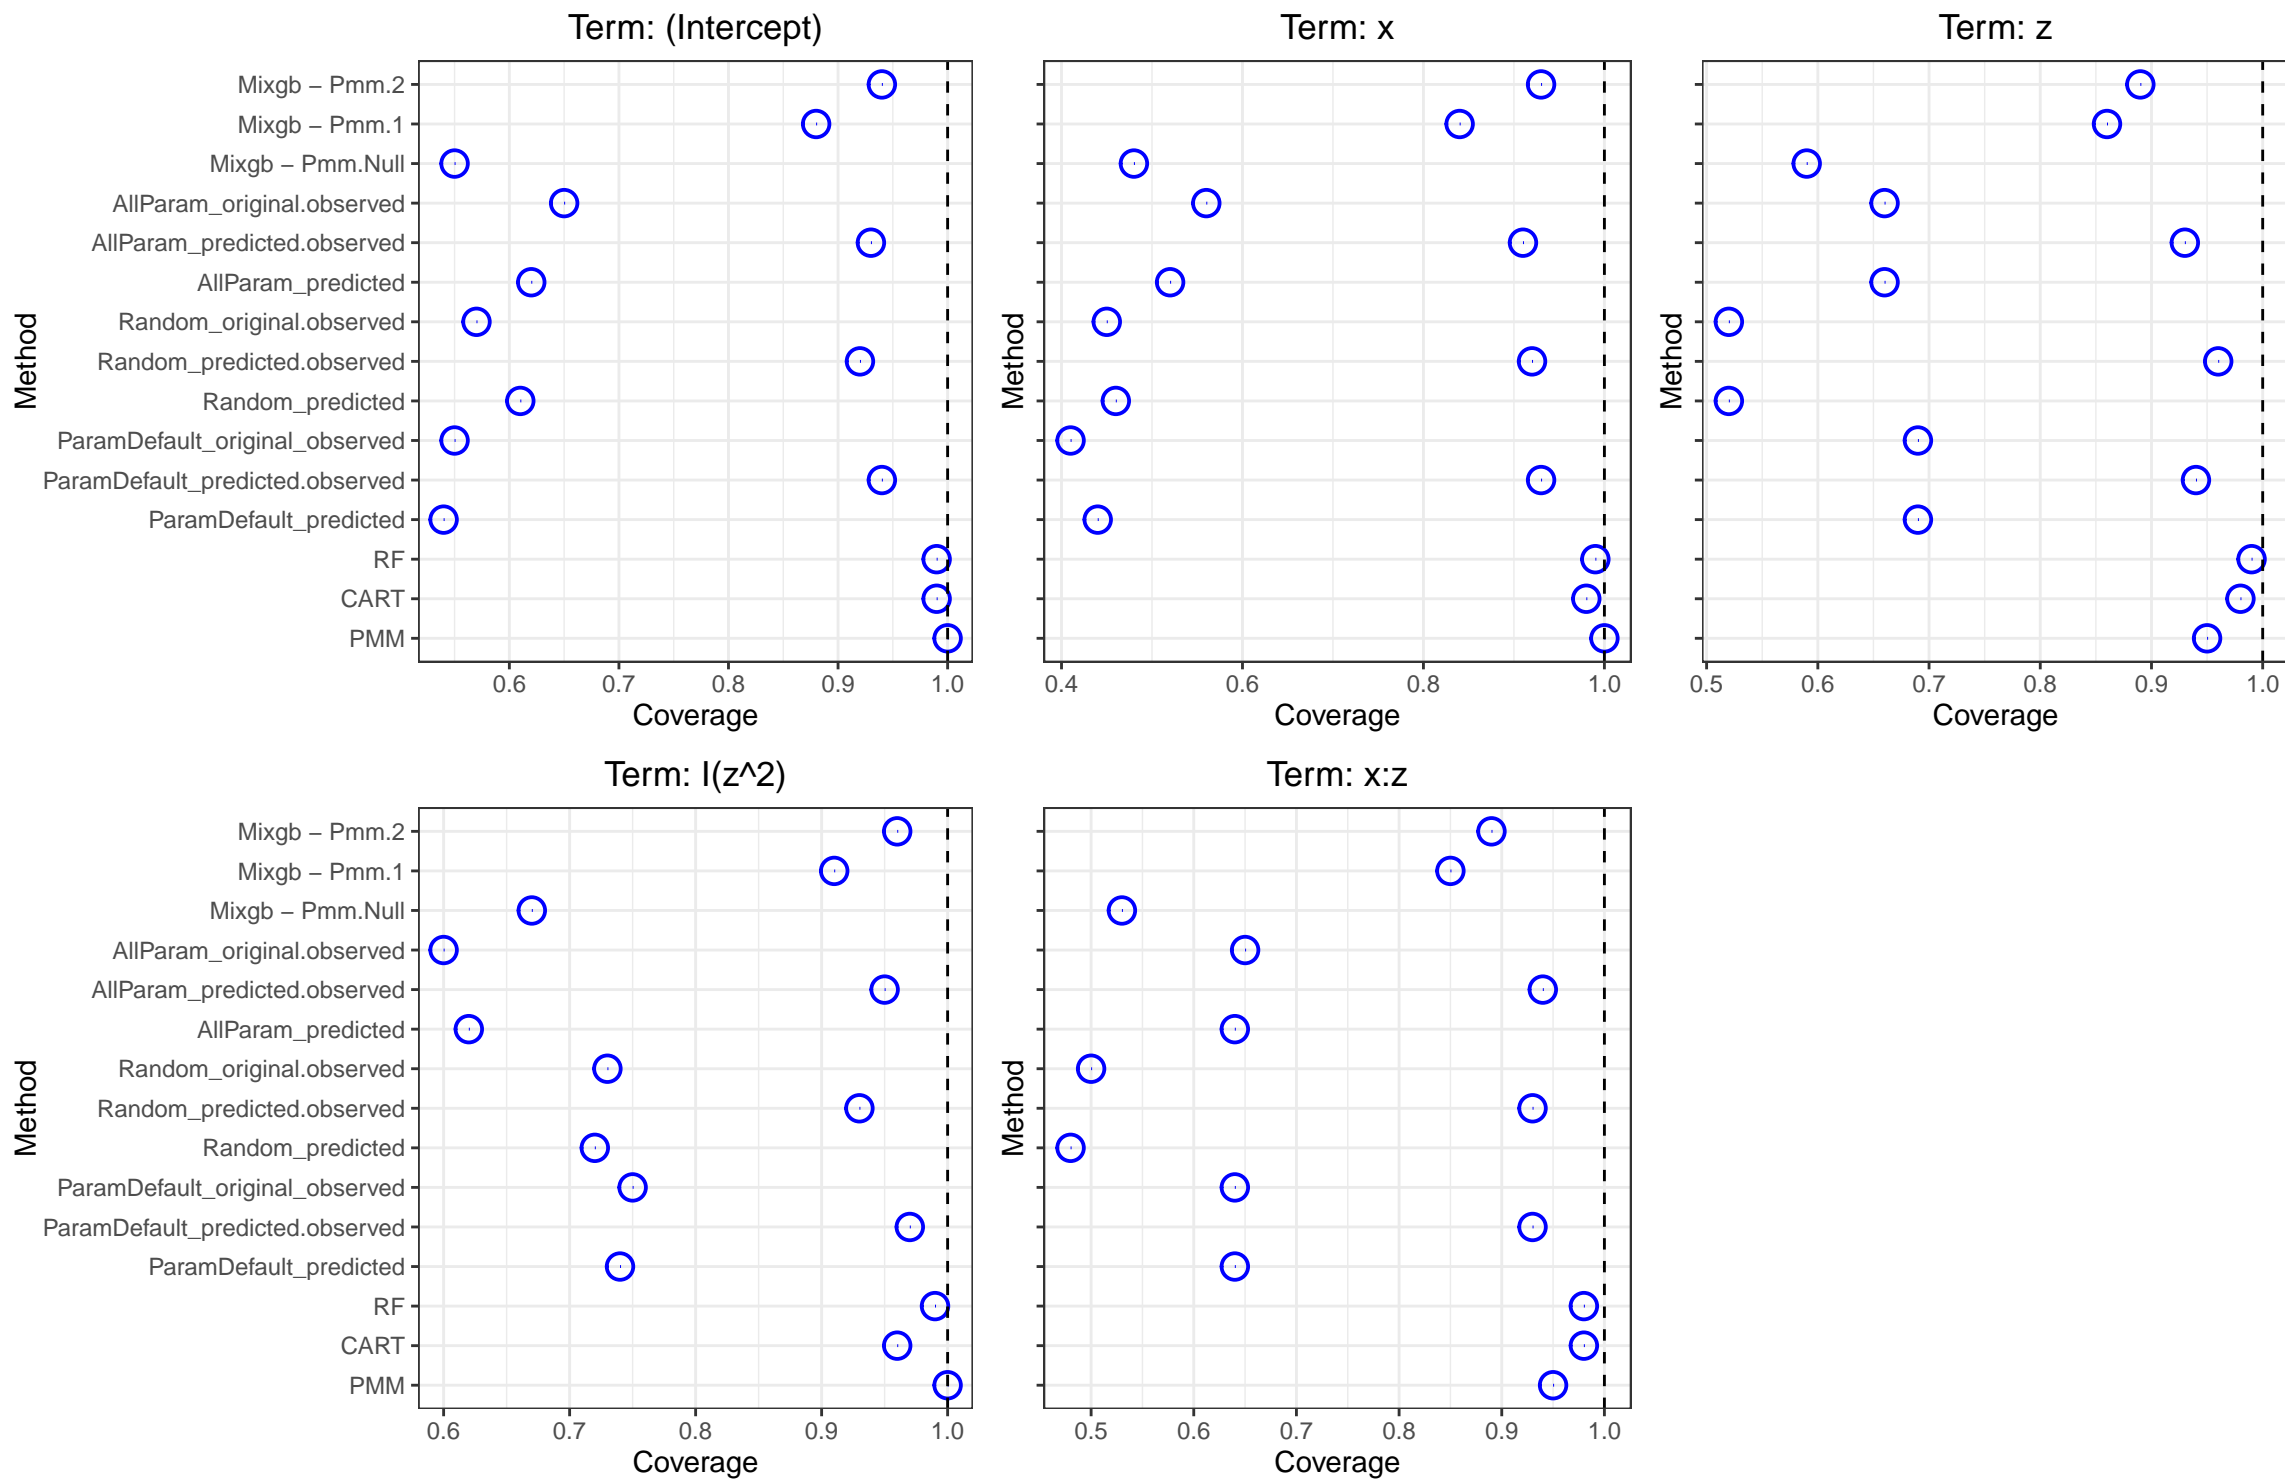 Term: (Intercept)
Method
Mixgb − Pmm.2
Mixgb − Pmm.1
Mixgb − Pmm.Null
AllParam_original.observed
AllParam_predicted.observed
AllParam_predicted
Random_original.observed
Random_predicted.observed
Random_predicted
ParamDefault_original_observed
ParamDefault_predicted.observed
ParamDefault_predicted
RF
CART
PMM
0.6 0.7 0.8 0.9 1.0
Coverage
Term: x
Method
0.4 0.6 0.8 1.0
Coverage
Term: z
Method
0.5 0.6 0.7 0.8 0.9 1.0
Coverage
Term: I(z^2)
Method
Mixgb − Pmm.2
Mixgb − Pmm.1
Mixgb − Pmm.Null
AllParam_original.observed
AllParam_predicted.observed
AllParam_predicted
Random_original.observed
Random_predicted.observed
Random_predicted
ParamDefault_original_observed
ParamDefault_predicted.observed
ParamDefault_predicted
RF
CART
PMM
0.6 0.7 0.8 0.9 1.0
Coverage
Term: x:z
Method
0.5 0.6 0.7 0.8 0.9 1.0
Coverage